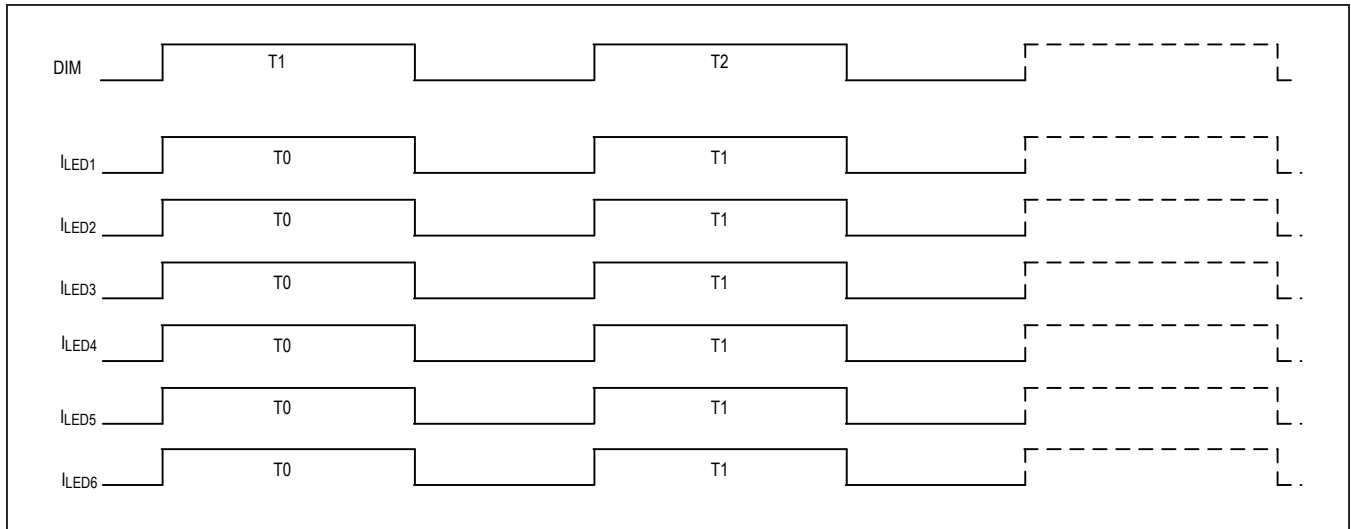 DIM T1 T2
ILED1 T0 T1
ILED2 T0 T1
ILED3 T0 T1
ILED4 T0 T1
ILED5 T0 T1
ILED6 T0 T1